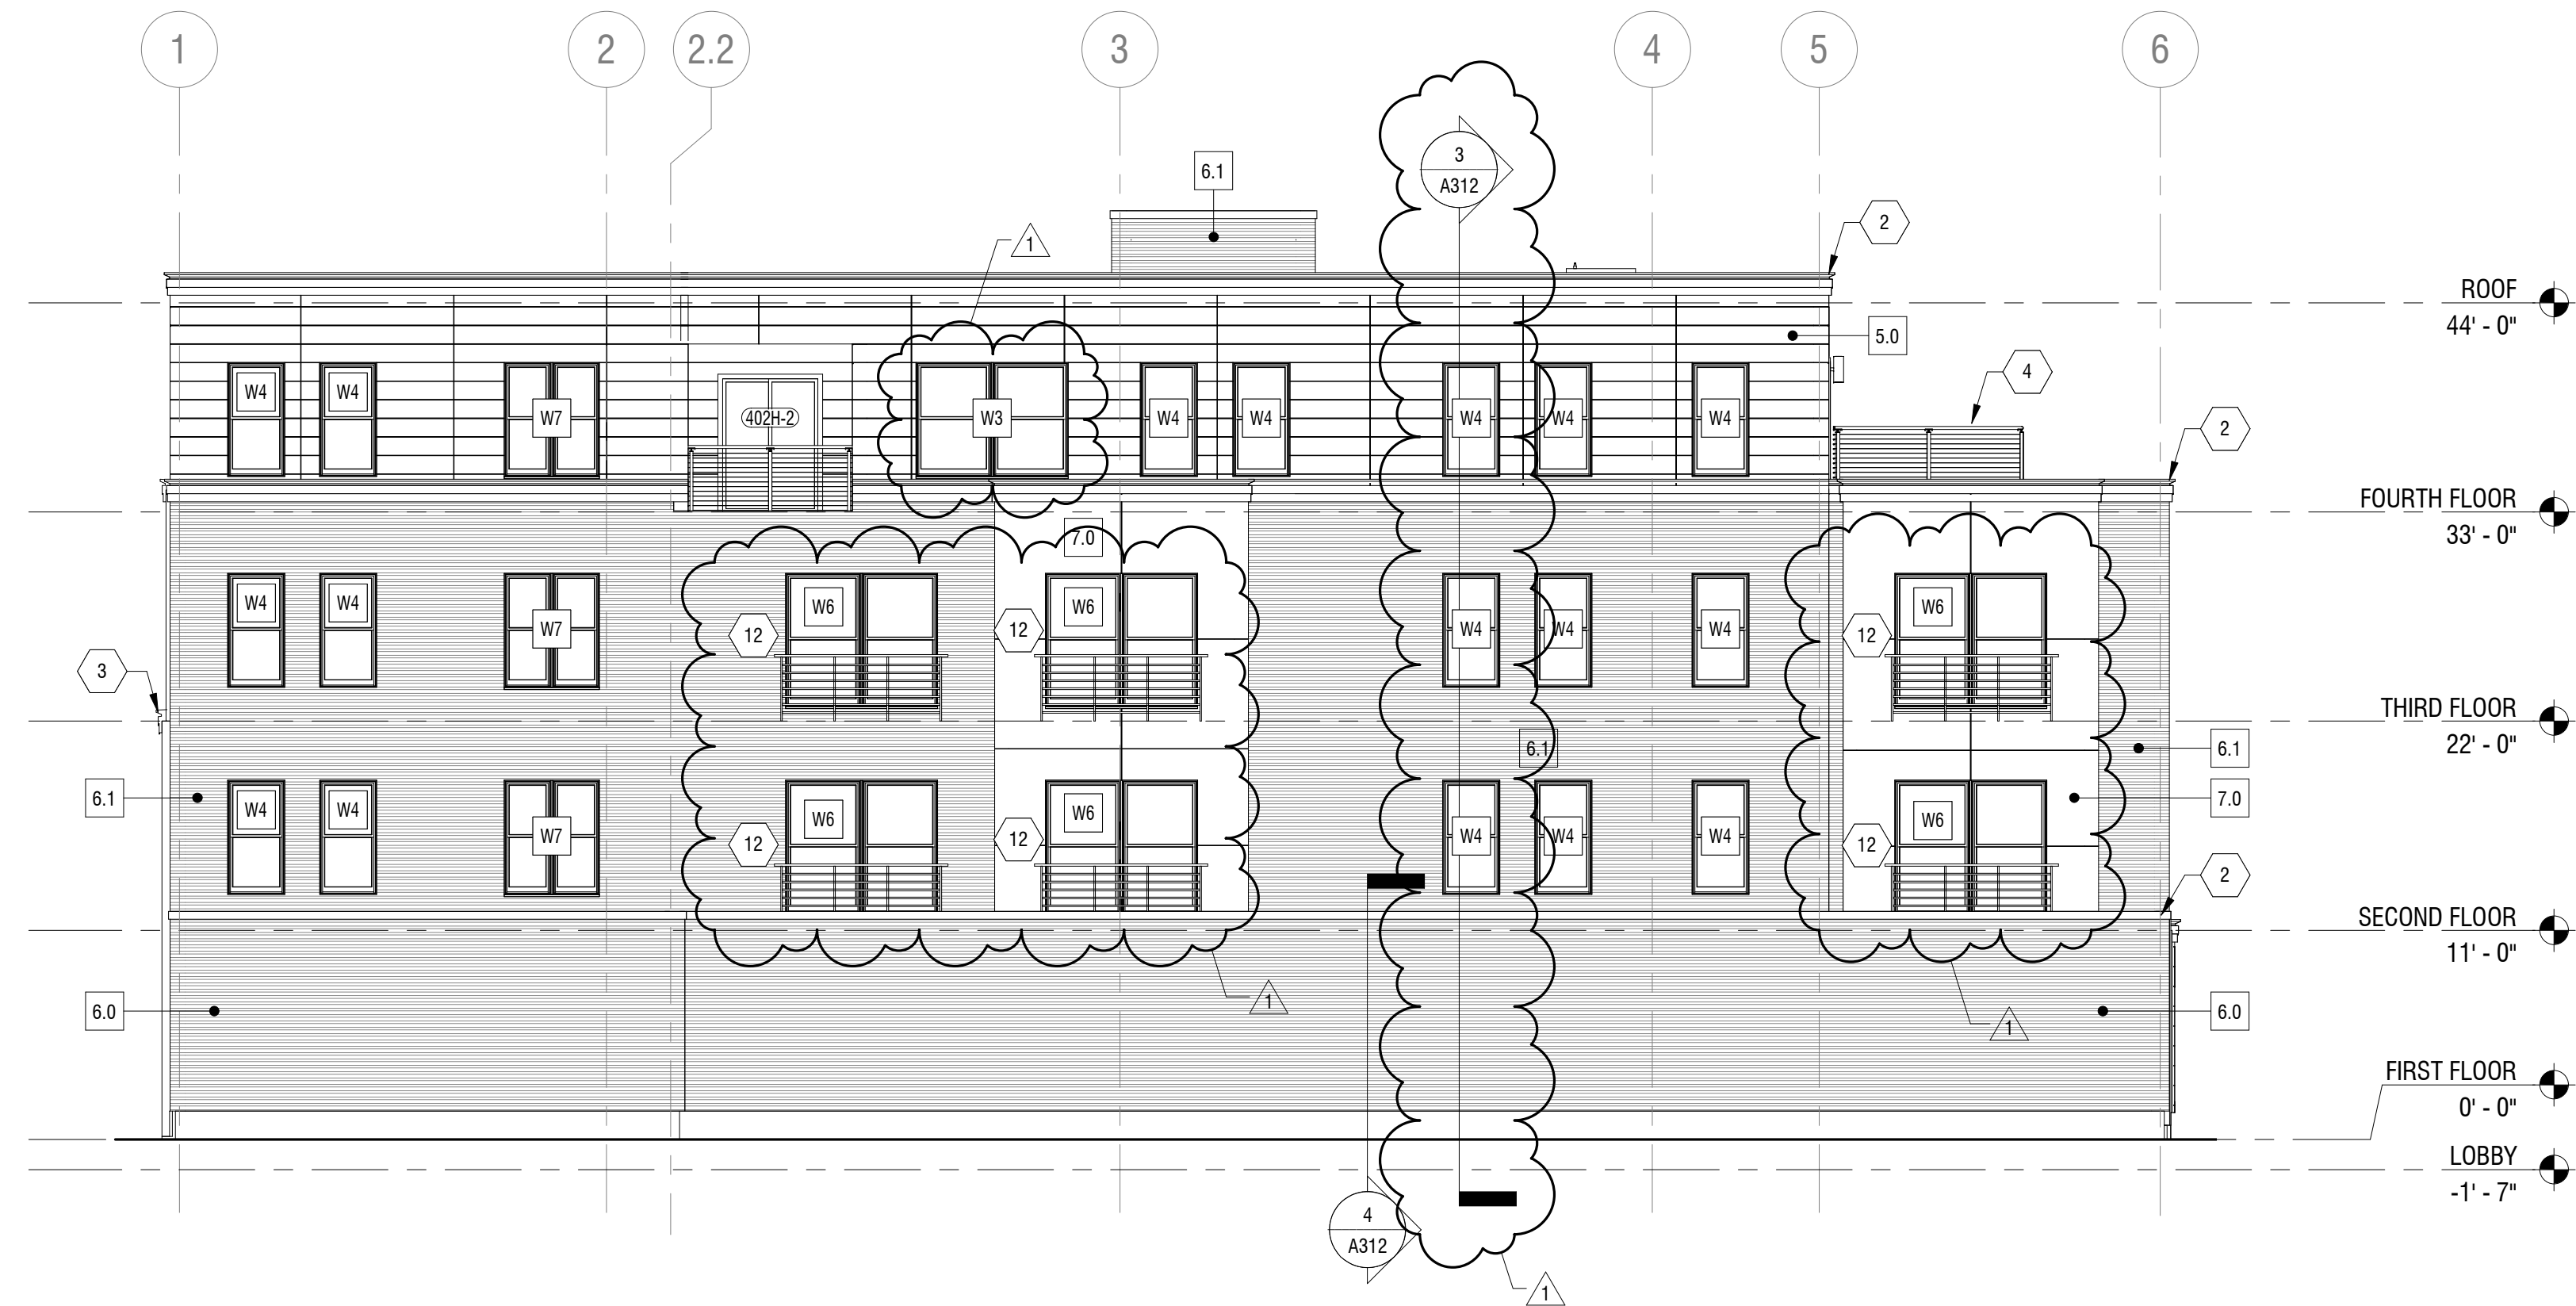 1
2
2.2
3
4
5
6
3
A312
6.1
2
1
ROOF
44' - 0"
5.0
4
W4
W4
W7
402H-2
W3
W4
W4
W4
W4
W4
2
FOURTH FLOOR
33' - 0"
7.0
W4
W4
W7
12
W6
12
W6
W4
W4
W4
12
W6
3
THIRD FLOOR
22' - 0"
6.1
6.1
6.1
7.0
W4
W4
W7
12
W6
12
W6
W4
W4
W4
12
W6
2
SECOND FLOOR
11' - 0"
6.0
1
1
6.0
FIRST FLOOR
0' - 0"
LOBBY
-1' - 7"
4
A312
1